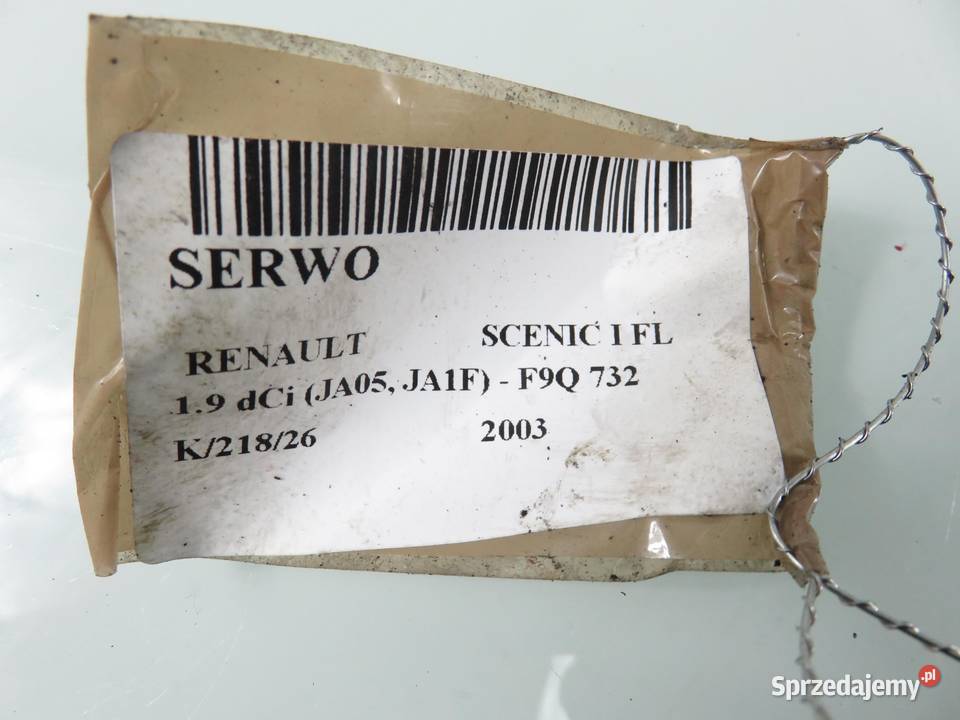 SERWO
RENAULT SCENIC I FL
1.9 dCi (JA05, JA1F) - F9Q 732
K/218/26 2003
Sprzedajemy.pl